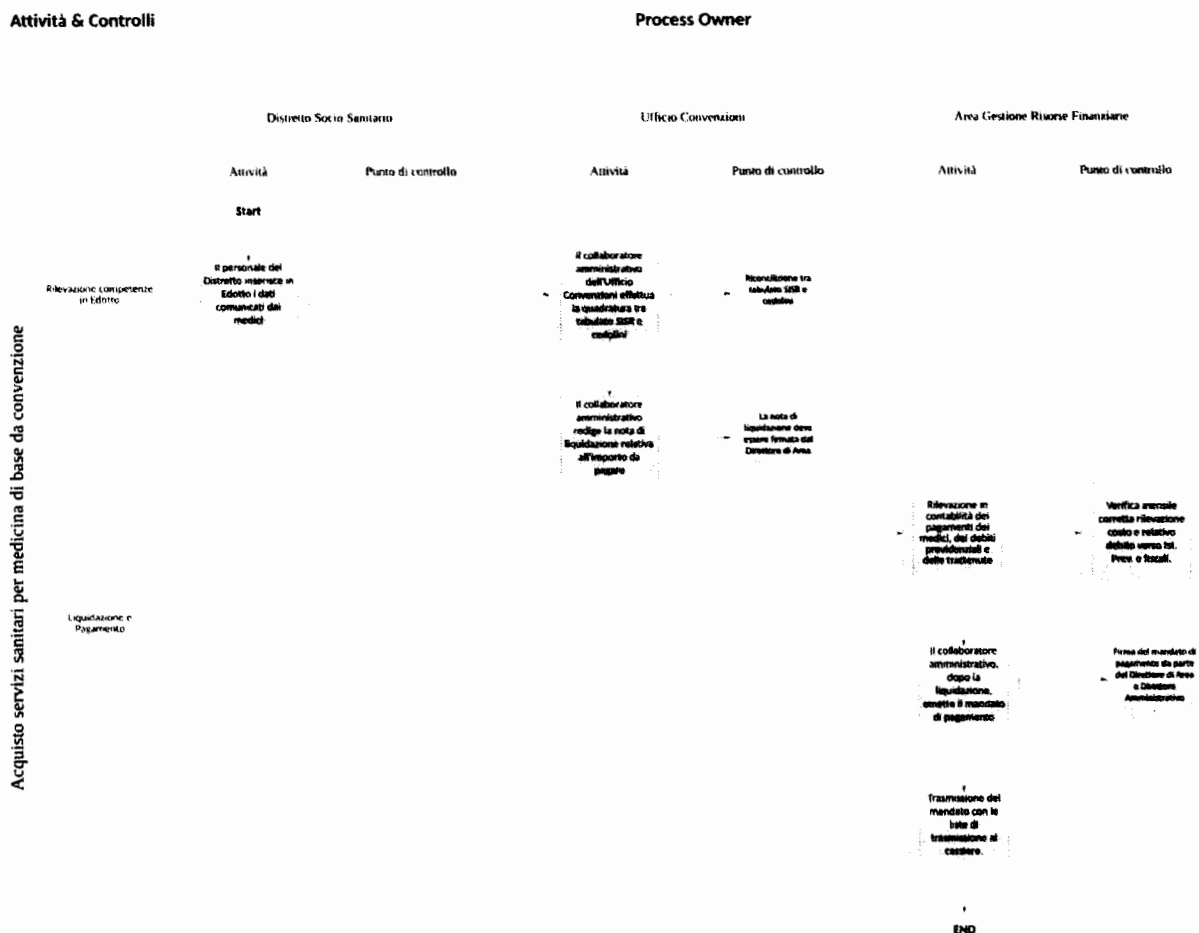 Attività & Controlli
Process Owner
Distretto Socio Sanitario
Ufficio Convenzioni
Area Gestione Risorse Finanziarie
Attività
Punto di controllo
Attività
Punto di controllo
Attività
Punto di controllo
Start
Acquisto servizi sanitari per medicina di base da convenzione
Rilevazione competenze
in Edotto
Il personale del
Distretto inserisce in
Edotto i dati
comunicati dai
medici
Il collaboratore
amministrativo
dell'Ufficio
Convenzioni effettua
la quadratura tra
tabulato SISR e
cedolini
Riconciliazione tra
tabulato SISR e
cedolini
Il collaboratore
amministrativo
redige la nota di
liquidazione relativa
all'importo da
pagare
La nota di
liquidazione deve
essere firmata dal
Direttore di Area
Rilevazione in
contabilità dei
pagamenti dei
medici, dei debiti
previdenziali e
delle trattenute
Verifica mensile
corretta rilevazione
costo e relativo
debito verso Ist.
Prev. e fiscali.
Liquidazione e
Pagamento
Il collaboratore
amministrativo,
dopo la
liquidazione,
emette il mandato
di pagamento
Firma del mandato di
pagamento da parte
del Direttore di Area
e Direttore
Amministrativo
Trasmissione del
mandato con la
lista di
trasmissione al
cassiere.
END